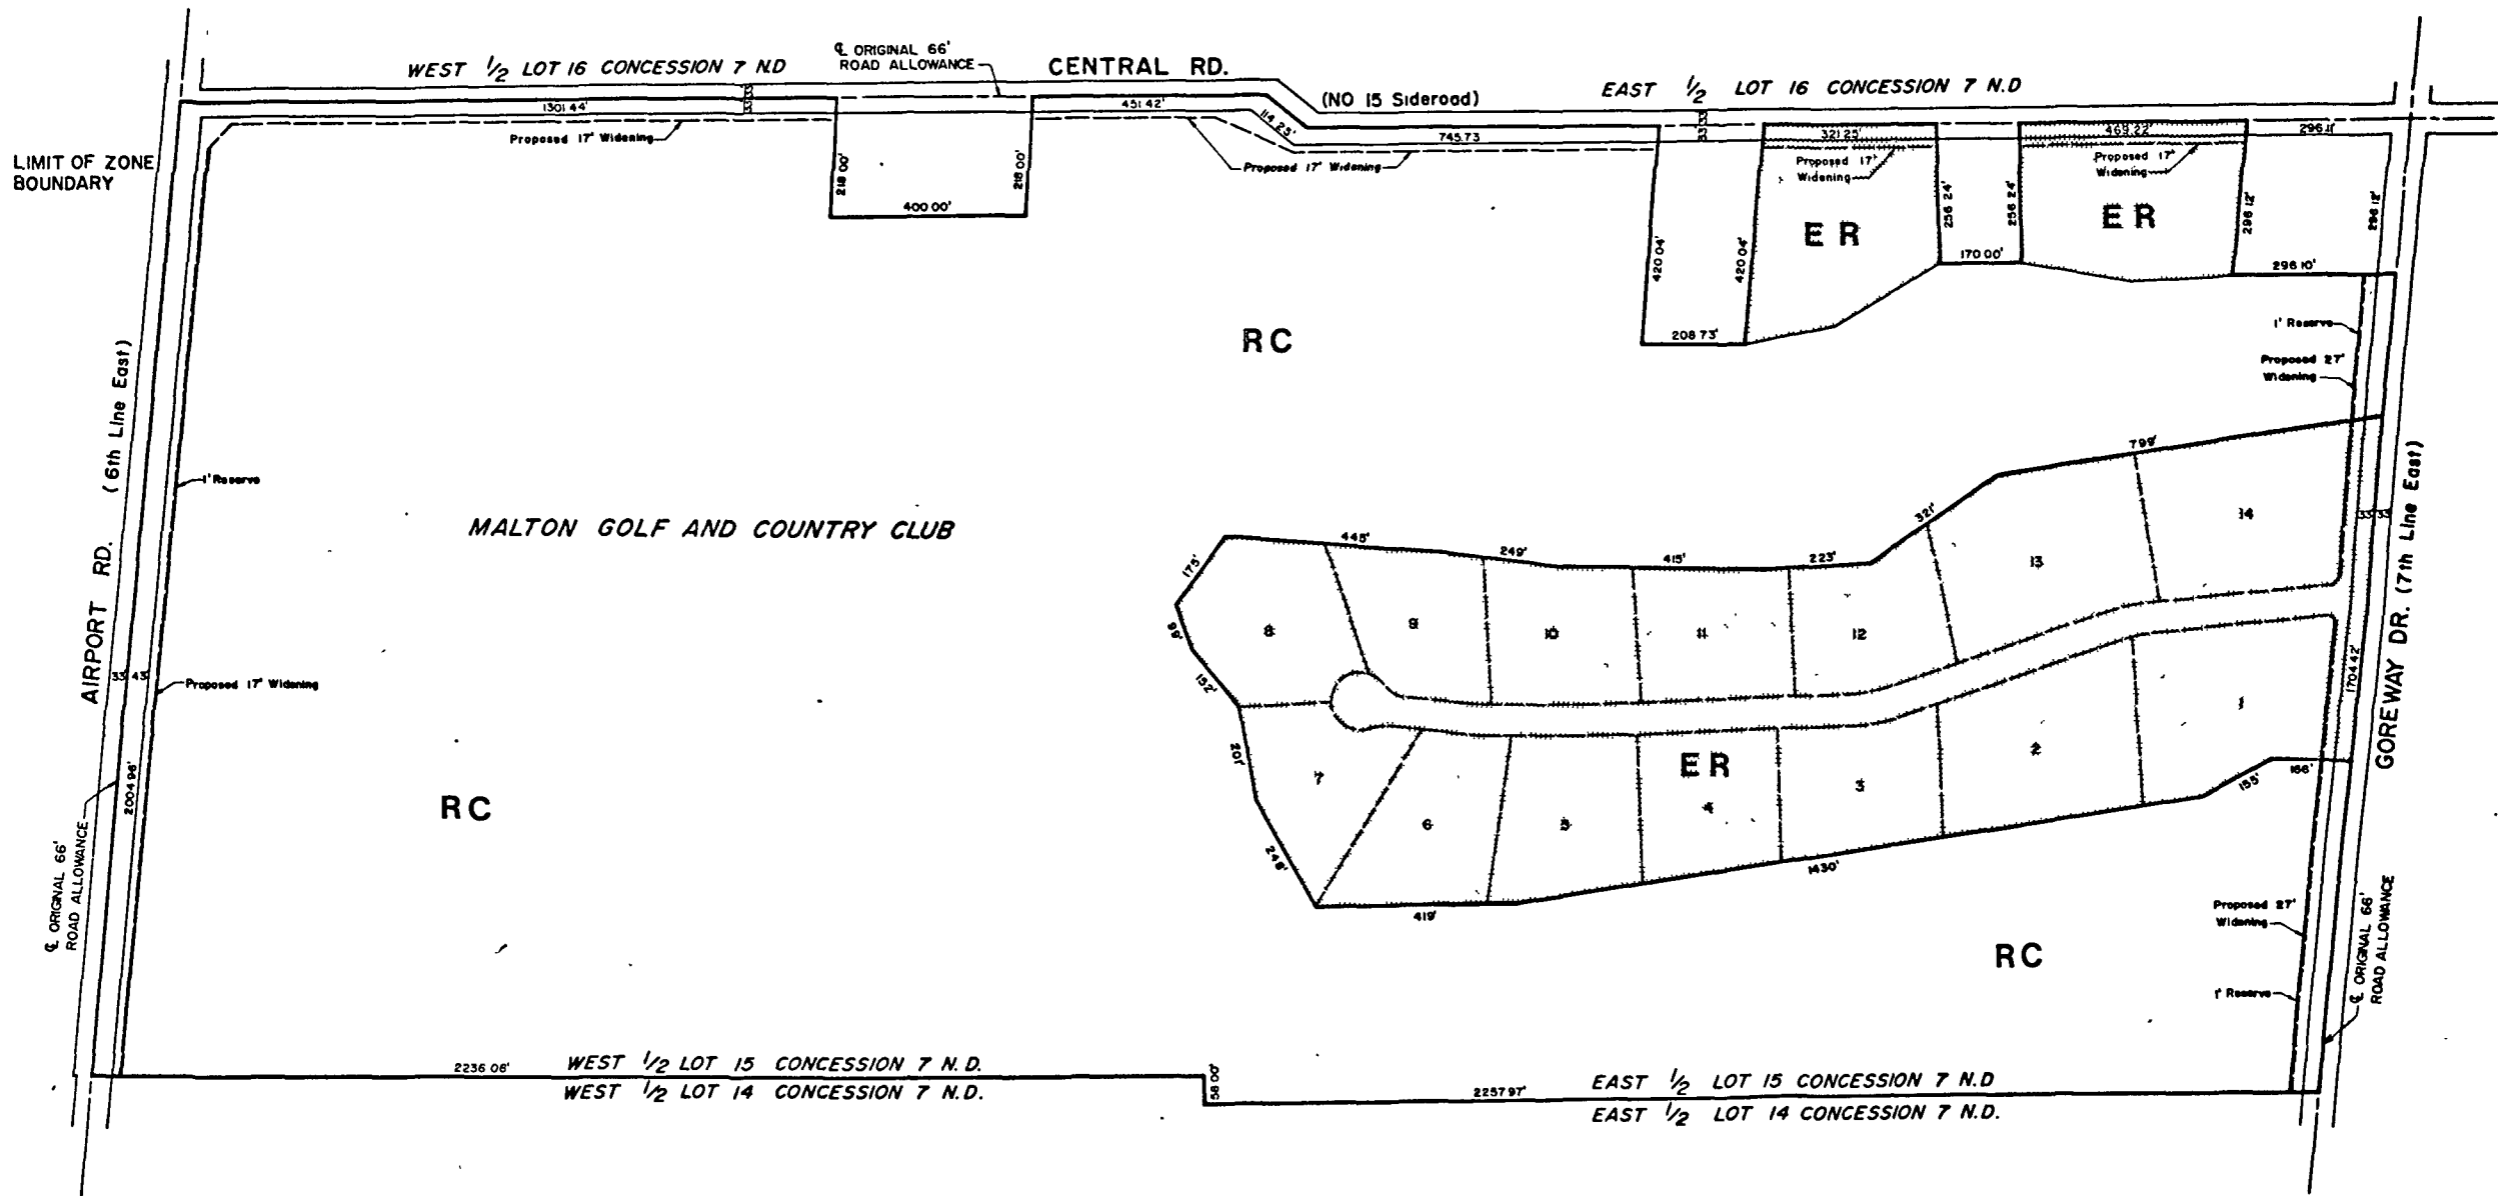 ℄ ORIGINAL 66'
ROAD ALLOWANCE
WEST 1/2 LOT 16 CONCESSION 7 N.D
CENTRAL RD.
(NO 15 Sideroad)
EAST 1/2 LOT 16 CONCESSION 7 N.D
1301 44'
33
33
451 42'
114 25'
745.73
33
33
321 25'
469.22'
296.11'
Proposed 17' Widening
Proposed 17' Widening
Proposed 17'
Widening
Proposed 17'
Widening
LIMIT OF ZONE
BOUNDARY
218 00'
218 00'
400 00'
420 04'
420 04'
208 73'
256 24'
256 24'
170 00'
296 12'
296 12'
296 10'
ER
ER
RC
1' Reserve
Proposed 27'
Widening
AIRPORT RD. (6th Line East)
1' Reserve
MALTON GOLF AND COUNTRY CLUB
799'
321'
445'
249'
415'
223'
175'
152'
201'
248'
419'
1430'
155'
166'
14
13
12
11
10
9
8
7
6
5
4
3
2
1
ER
33
33
GOREWAY DR. (7th Line East)
1704.42'
33
43
Proposed 17' Widening
2004 96'
RC
℄ ORIGINAL 66'
ROAD ALLOWANCE
Proposed 27'
Widening
RC
1' Reserve
℄ ORIGINAL 66'
ROAD ALLOWANCE
2236 06'
WEST 1/2 LOT 15 CONCESSION 7 N.D.
WEST 1/2 LOT 14 CONCESSION 7 N.D.
58 00'
2257 97'
EAST 1/2 LOT 15 CONCESSION 7 N.D
EAST 1/2 LOT 14 CONCESSION 7 N.D.